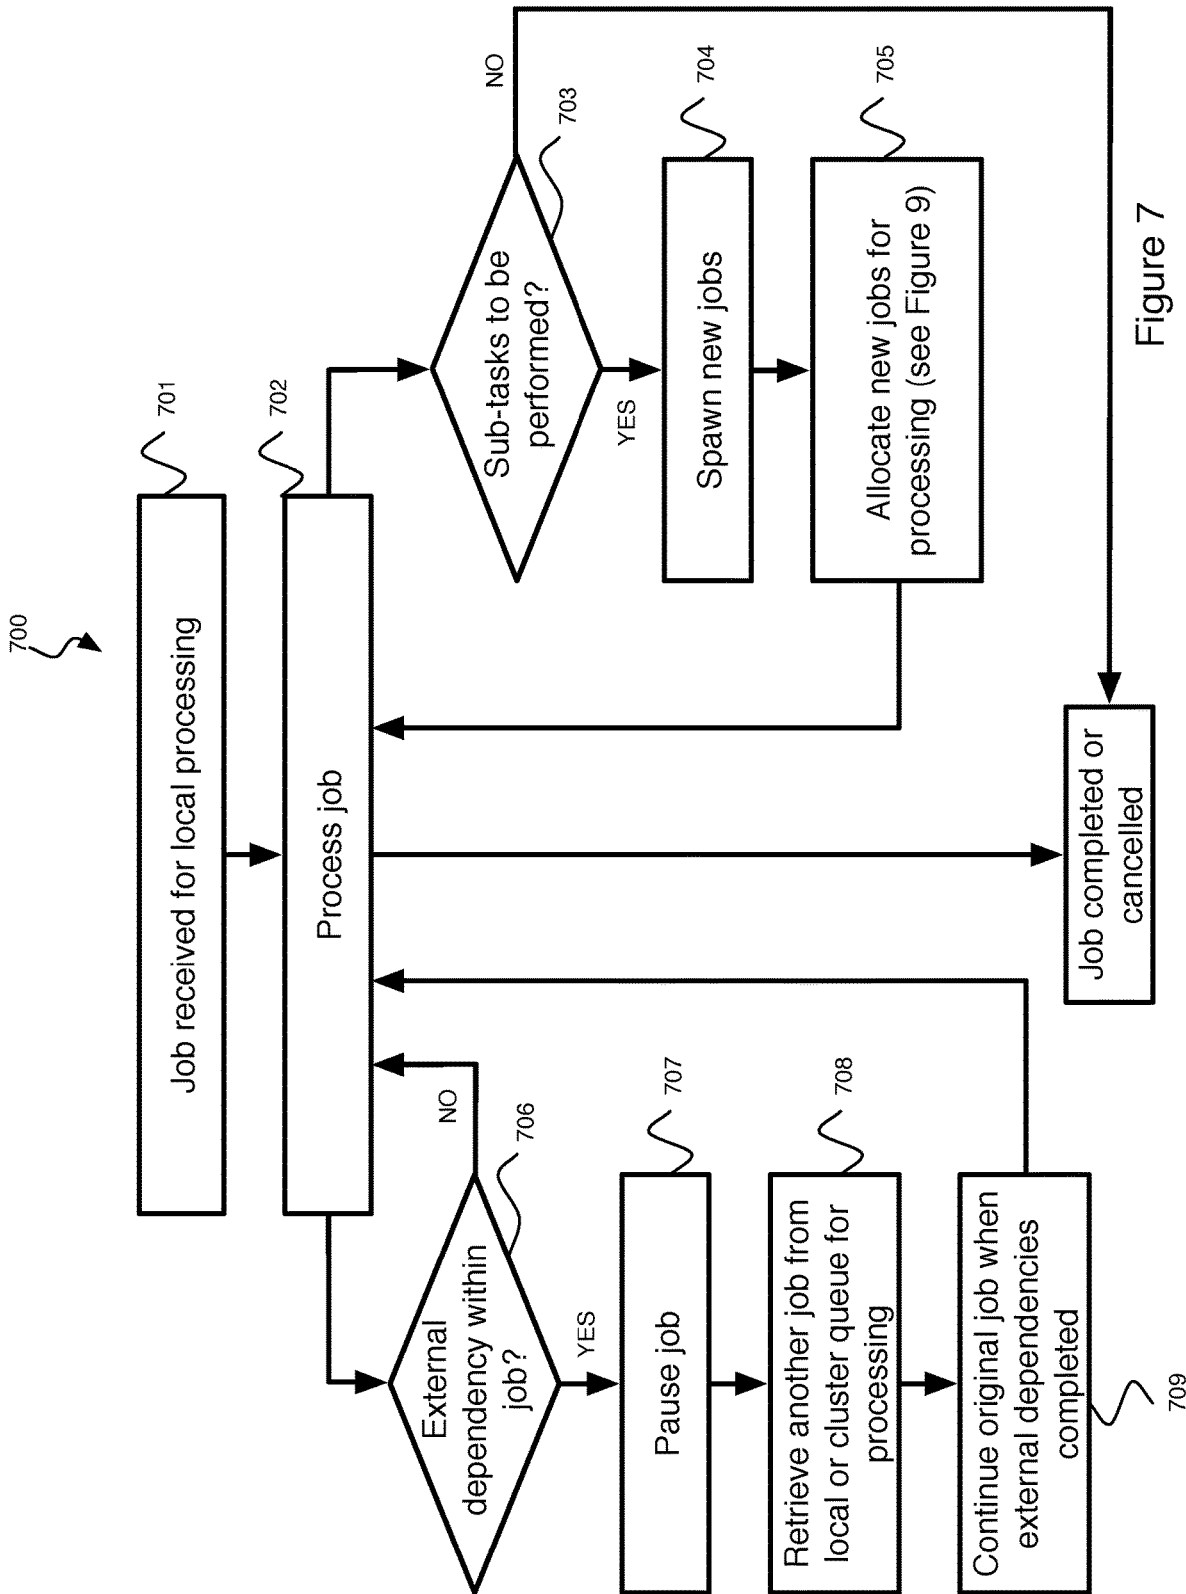 700
Job received for local processing
701
702
Process job
External
dependency within
job?
706
NO
YES
Pause job
707
Retrieve another job from
local or cluster queue for
processing
708
Continue original job when
external dependencies
completed
709
Sub-tasks to be
performed?
703
NO
YES
Spawn new jobs
704
Allocate new jobs for
processing (see Figure 9)
705
Job completed or
cancelled
Figure 7